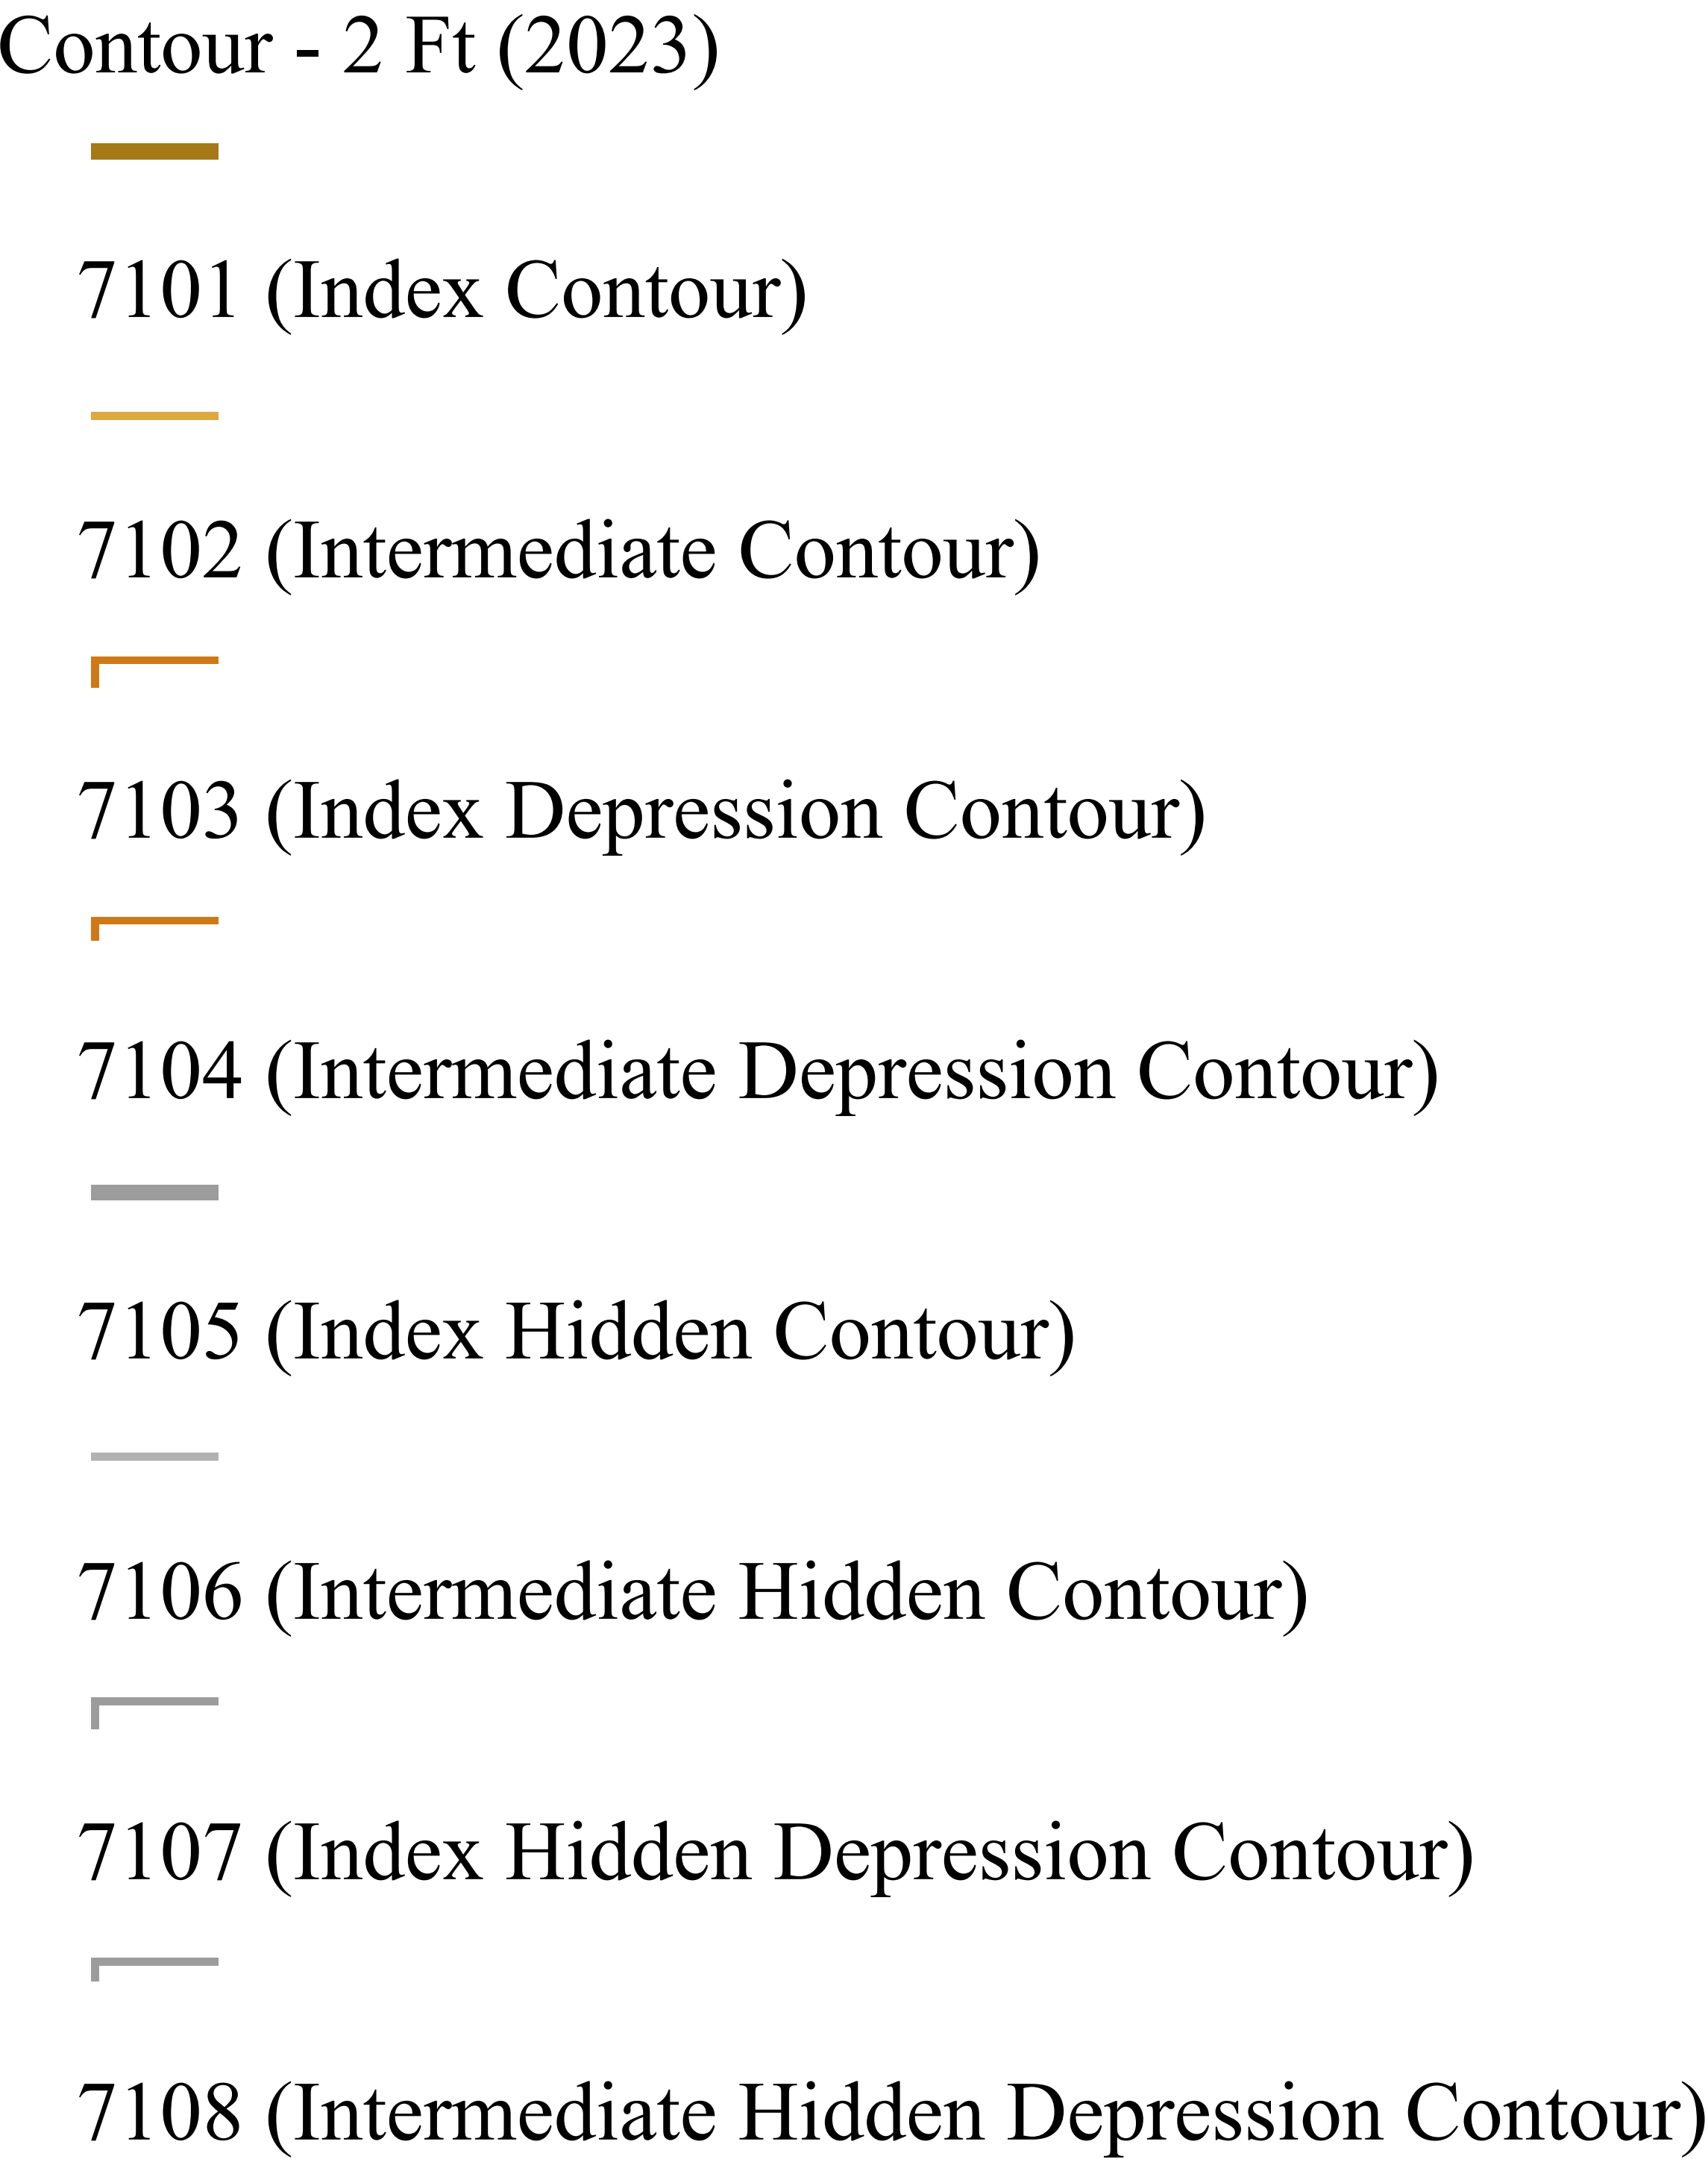 Contour - 2 Ft (2023)
7101 (Index Contour)
7102 (Intermediate Contour)
7103 (Index Depression Contour)
7104 (Intermediate Depression Contour)
7105 (Index Hidden Contour)
7106 (Intermediate Hidden Contour)
7107 (Index Hidden Depression Contour)
7108 (Intermediate Hidden Depression Contour)